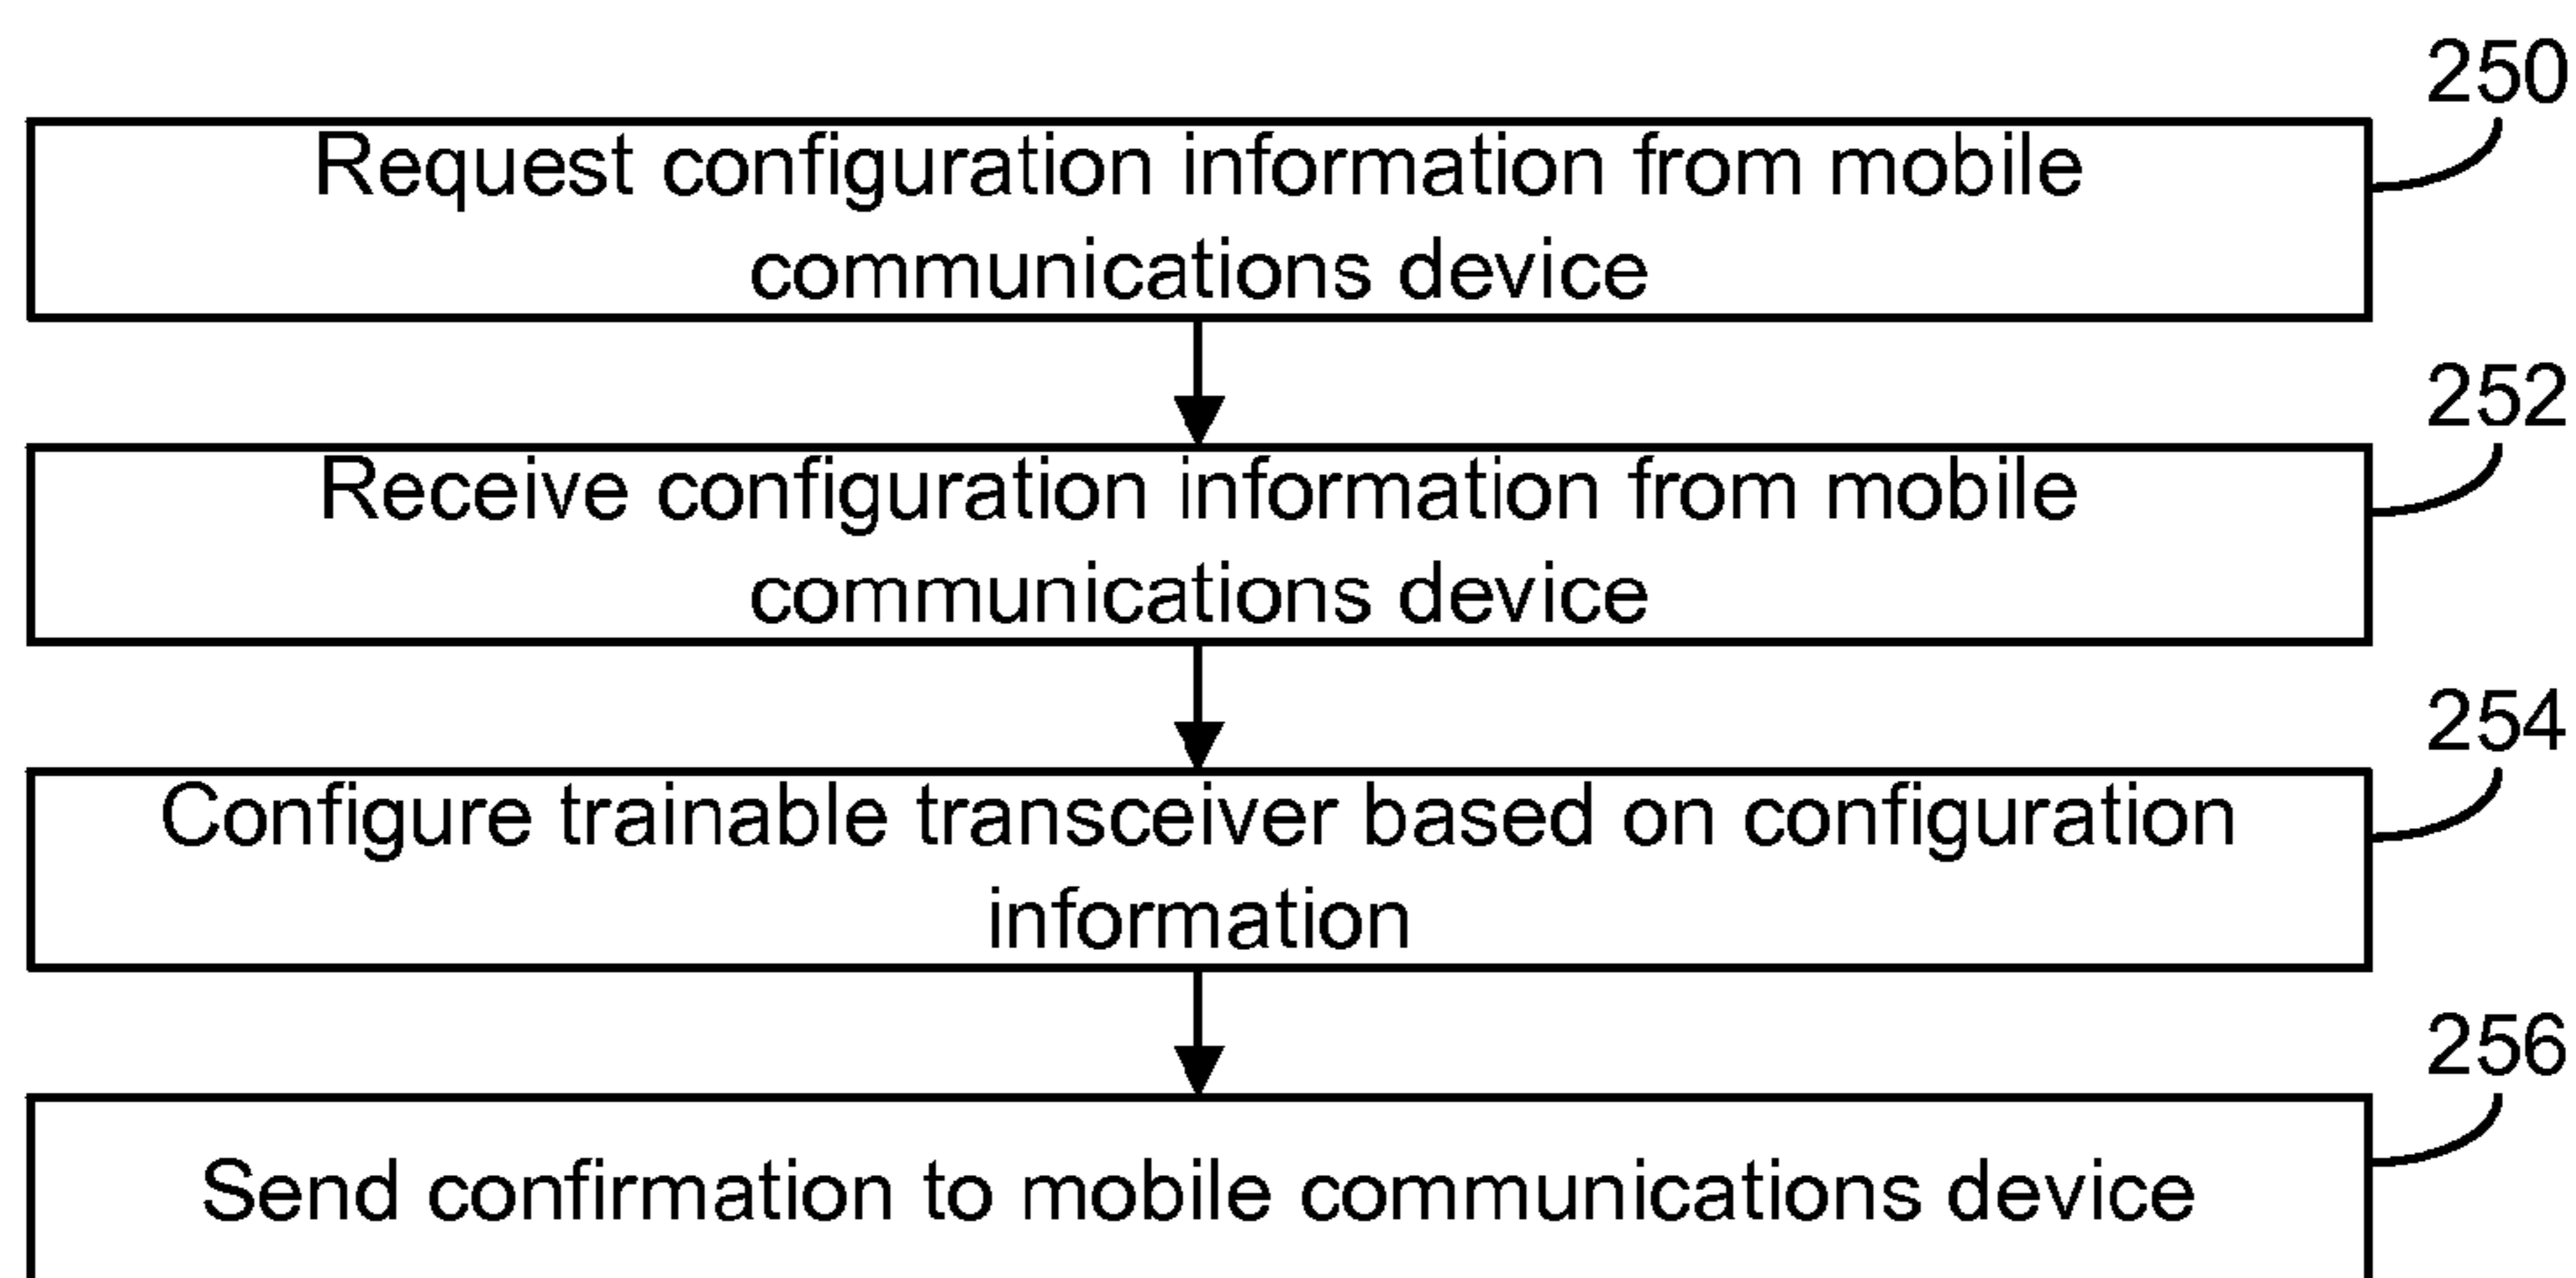 250
Request configuration information from mobile
communications device
252
Receive configuration information from mobile
communications device
254
Configure trainable transceiver based on configuration
information
256
Send confirmation to mobile communications device